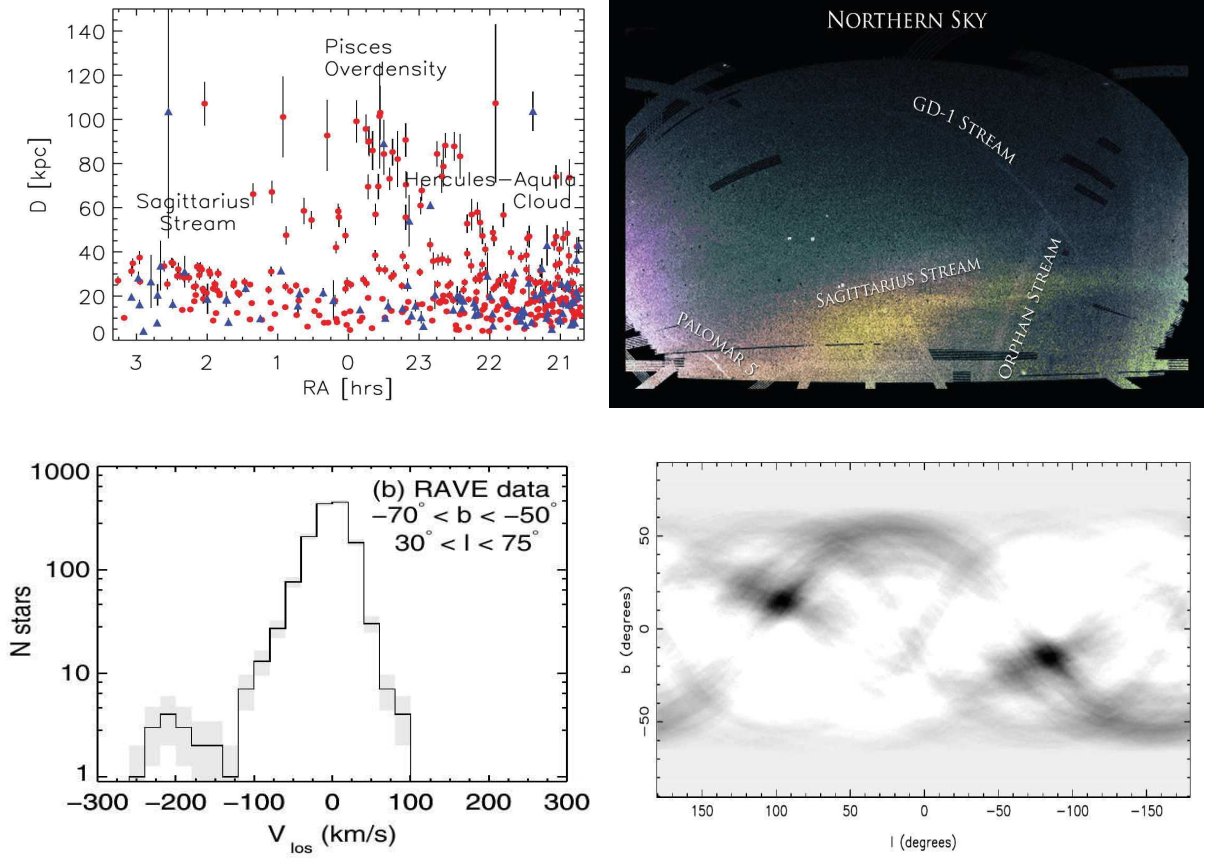 140
120
100
80
60
40
20
0
D [kpc]
Pisces
Overdensity
Hercules−Aquila
Cloud
Sagittarius
Stream
3 2 1 0 23 22 21
RA [hrs]
NORTHERN SKY
GD-1 STREAM
SAGITTARIUS STREAM
ORPHAN STREAM
PALOMAR 5
1000
100
10
1
N stars
(b) RAVE data
−70° < b < −50°
30° < l < 75°
−300 −200 −100 0 100 200 300
V los (km/s)
50
0
−50
b (degrees)
150 100 50 0 −50 −100 −150
l (degrees)